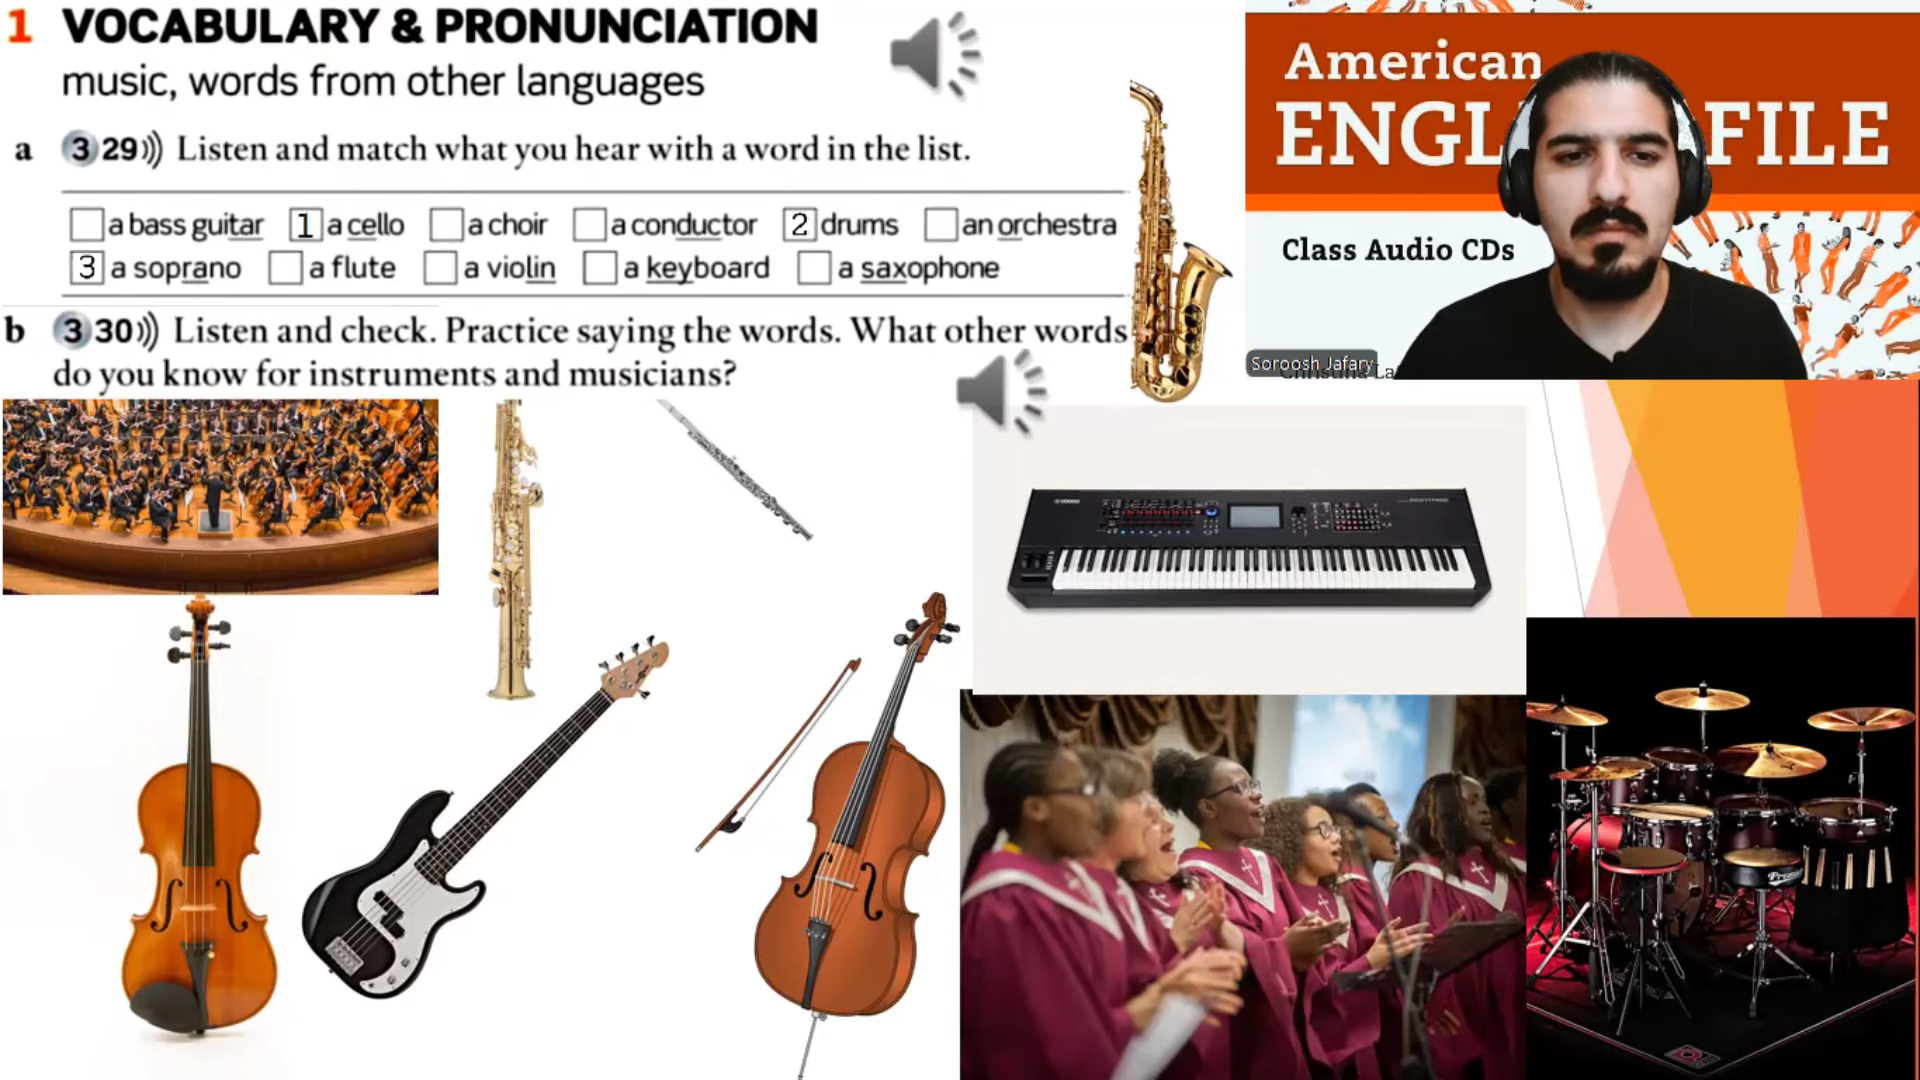 1 VOCABULARY & PRONUNCIATION
music, words from other languages
a 3 29 Listen and match what you hear with a word in the list.
a bass guitar 1 a cello a choir a conductor 2 drums an orchestra
3 a soprano a flute a violin a keyboard a saxophone
b 3 30 Listen and check. Practice saying the words. What other words
do you know for instruments and musicians?
American
ENGL FILE
Class Audio CDs
Soroosh Jafary
YAMAHA